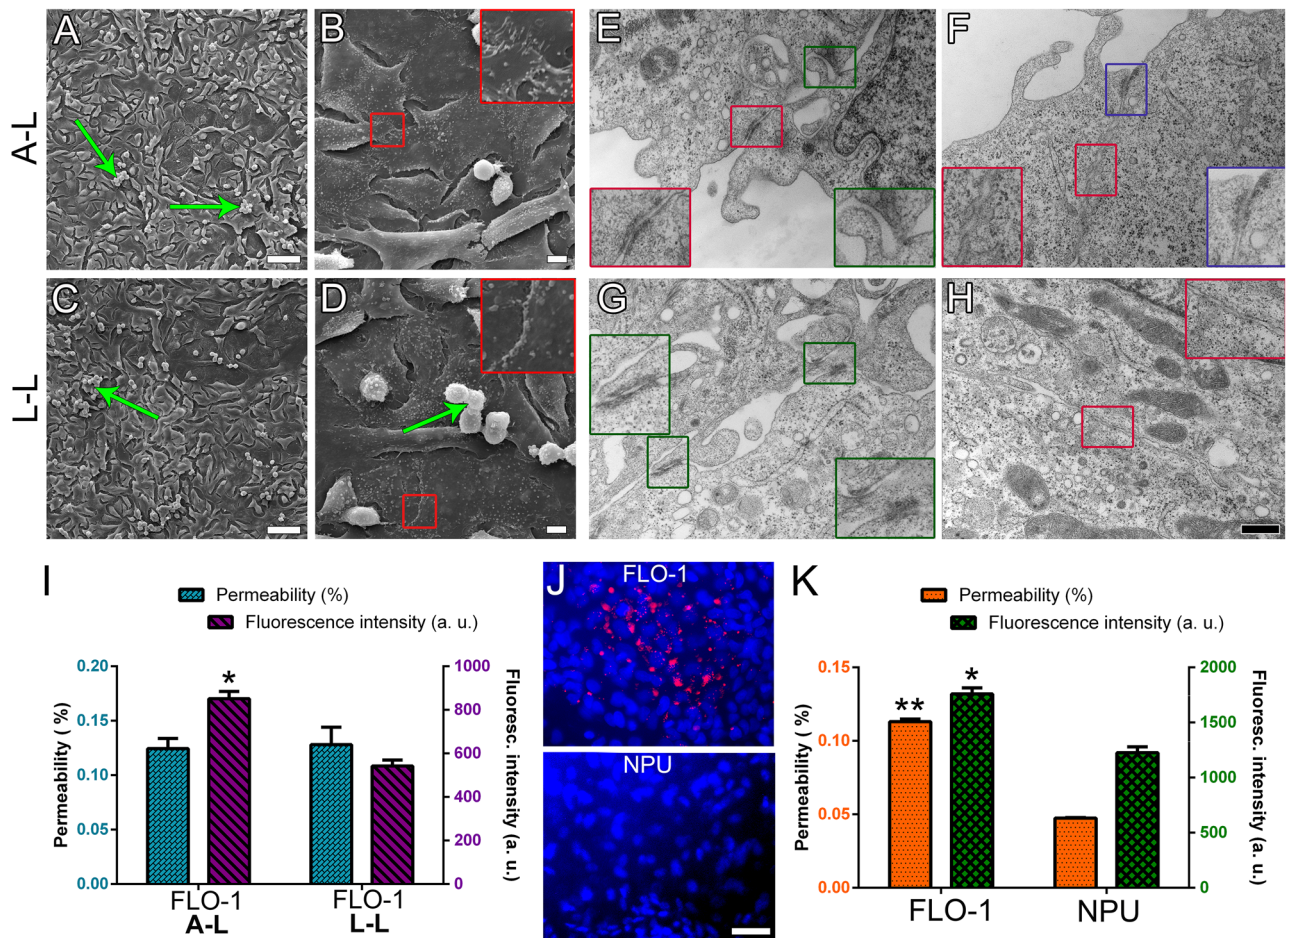 A
B
E
F
A-L
C
D
G
H
L-L
I
Permeability (%)
Fluorescence intensity (a. u.)
Permeability (%)
0.20
0.15
0.10
0.05
0.00
*
1000
800
600
400
200
0
Fluoresc. intensity (a. u.)
FLO-1
A-L
FLO-1
L-L
J
FLO-1
NPU
K
Permeability (%)
Fluorescence intensity (a. u.)
Permeability (%)
0.15
0.10
0.05
0.00
**
*
2000
1500
1000
500
0
Fluoresc. intensity (a. u.)
FLO-1
NPU